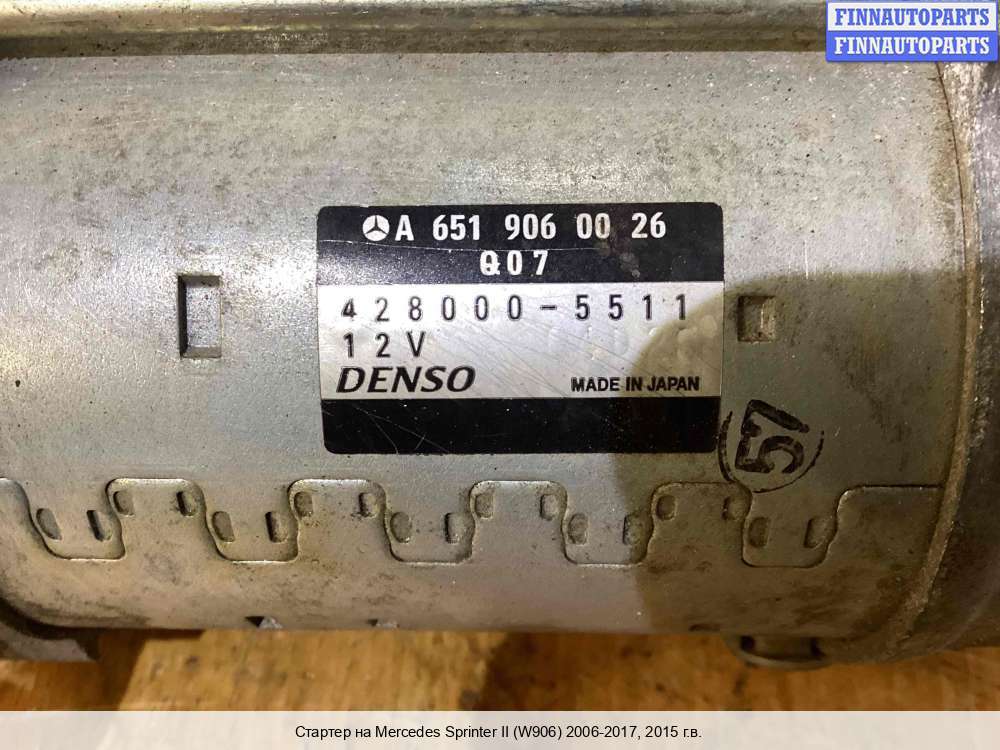 FINNAUTOPARTS
FINNAUTOPARTS
A 651 906 00 26
Q07
428000-5511
12V
DENSO
MADE IN JAPAN
57
Стартер на Mercedes Sprinter II (W906) 2006-2017, 2015 г.в.